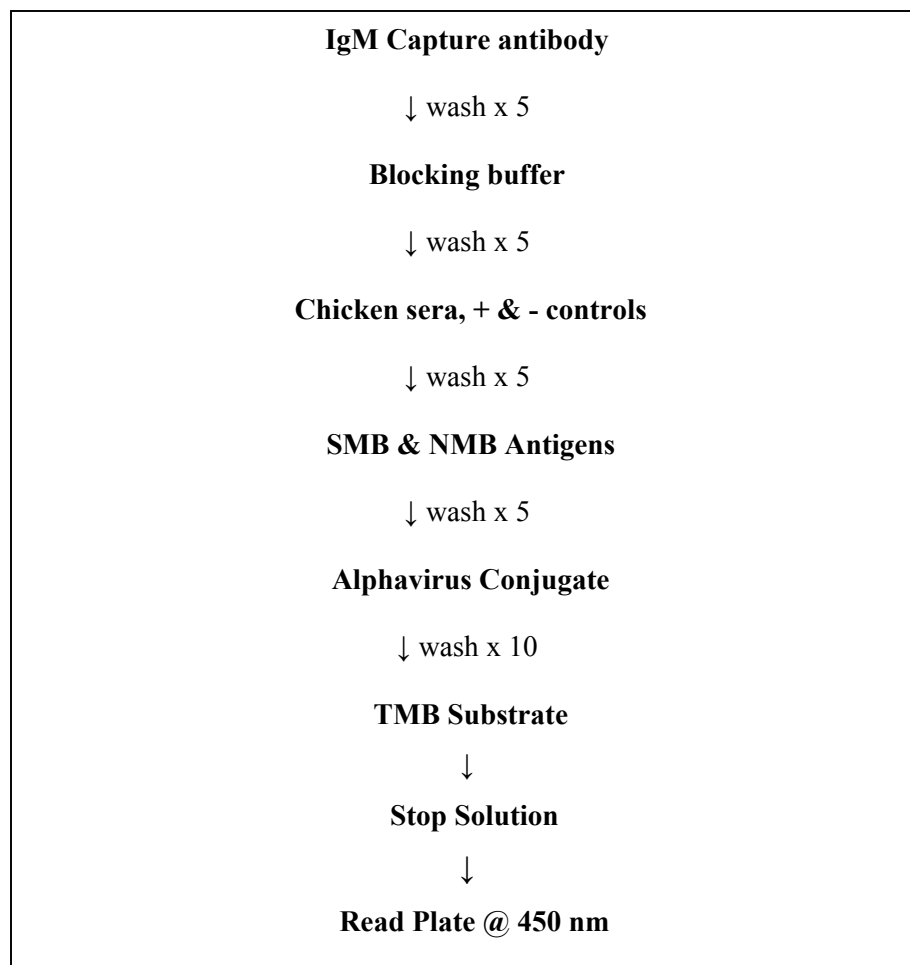 IgM Capture antibody
↓ wash x 5
Blocking buffer
↓ wash x 5
Chicken sera, + & - controls
↓ wash x 5
SMB & NMB Antigens
↓ wash x 5
Alphavirus Conjugate
↓ wash x 10
TMB Substrate
↓
Stop Solution
↓
Read Plate @ 450 nm